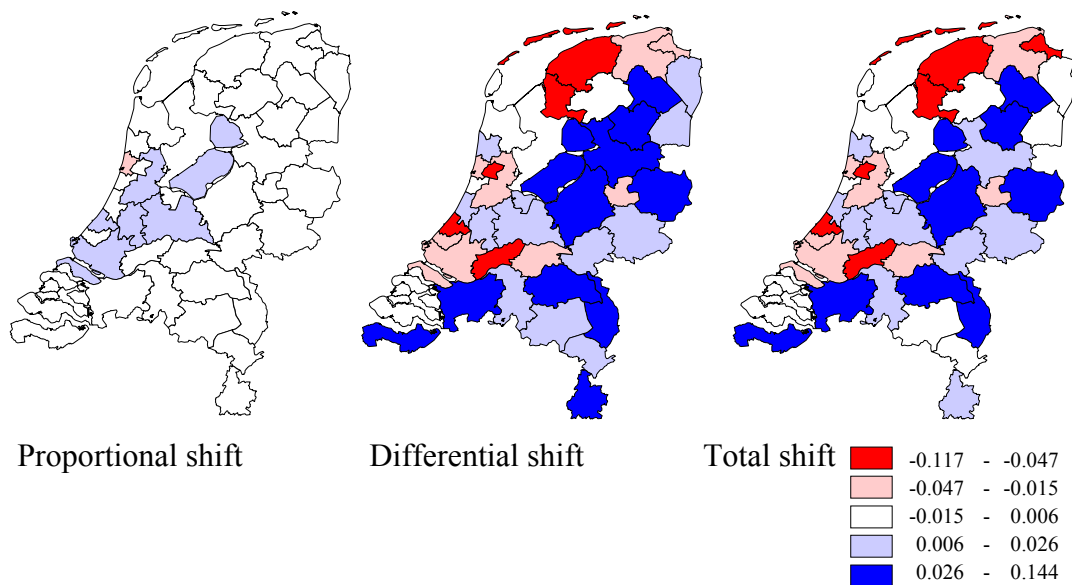 Proportional shift Differential shift Total shift
-0.117 - -0.047
-0.047 - -0.015
-0.015 - 0.006
0.006 - 0.026
0.026 - 0.144